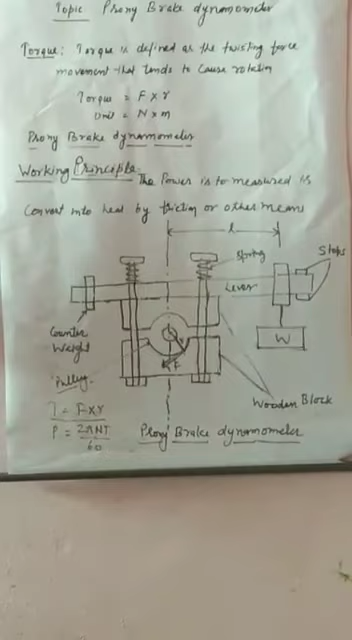 Topic Prony Brake dynamometer
Torque: Torque is defined as the twisting force
movement that tends to cause rotation
Torque = F x r
Unit = N x m
Prony Brake dynamometer
Working Principle The Power is to measured is
Convert into heat by friction or other means
l
Spring
Stops
Lever
Counter
Weight
W
r
F
Pulley
Wooden Block
T = F x r
P = 2πNT
60
Prony Brake dynamometer